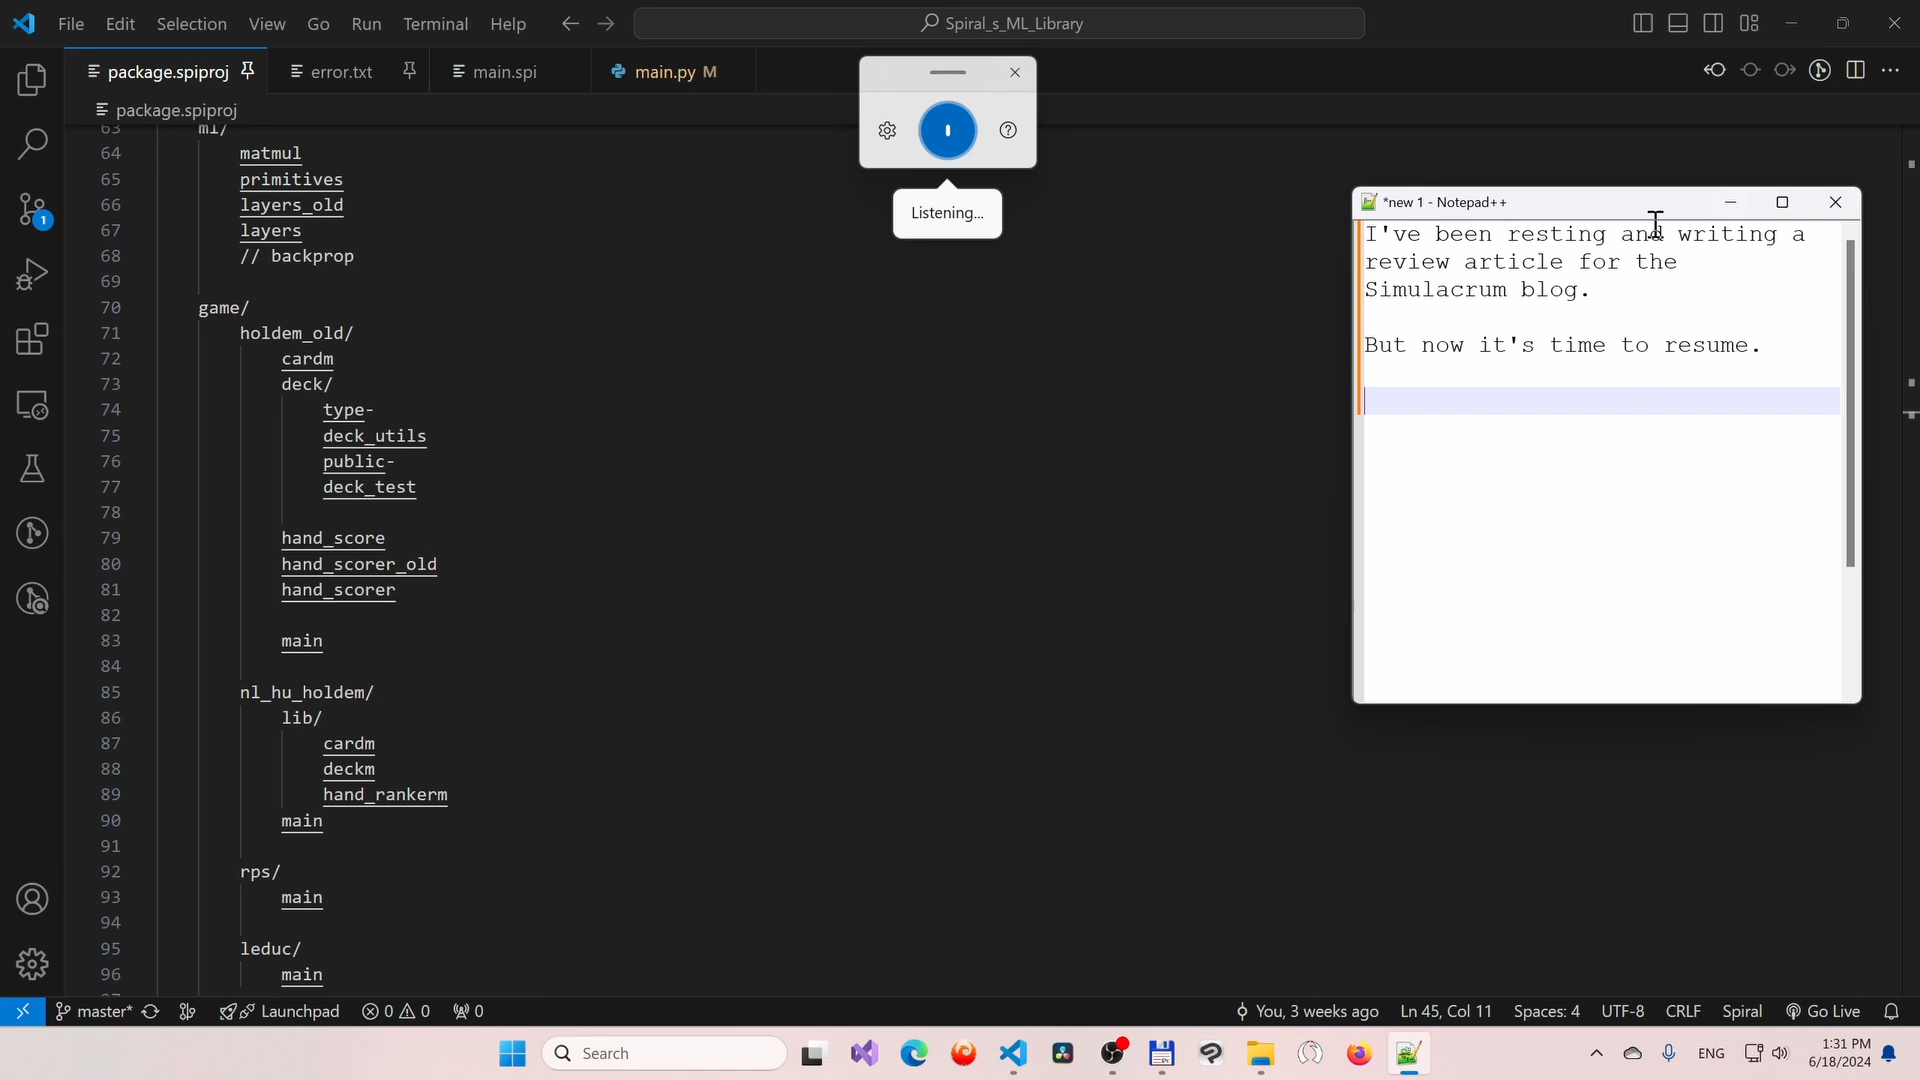 File Edit Selection View Go Run Terminal Help
Spiral_s_ML_Library
package.spiproj
error.txt
main.spi
main.py M
package.spiproj
63 ml/
64 matmul
65 primitives
66 layers_old
67 layers
68 // backprop
69
70 game/
71 holdem_old/
72 cardm
73 deck/
74 type-
75 deck_utils
76 public-
77 deck_test
78
79 hand_score
80 hand_scorer_old
81 hand_scorer
82
83 main
84
85 nl_hu_holdem/
86 lib/
87 cardm
88 deckm
89 hand_rankerm
90 main
91
92 rps/
93 main
94
95 leduc/
96 main
Listening...
*new 1 - Notepad++
I've been resting and writing a
review article for the
Simulacrum blog.
But now it's time to resume.
1
master* Launchpad 0 0 0
You, 3 weeks ago Ln 45, Col 11 Spaces: 4 UTF-8 CRLF Spiral Go Live
Search
ENG
1:31 PM
6/18/2024